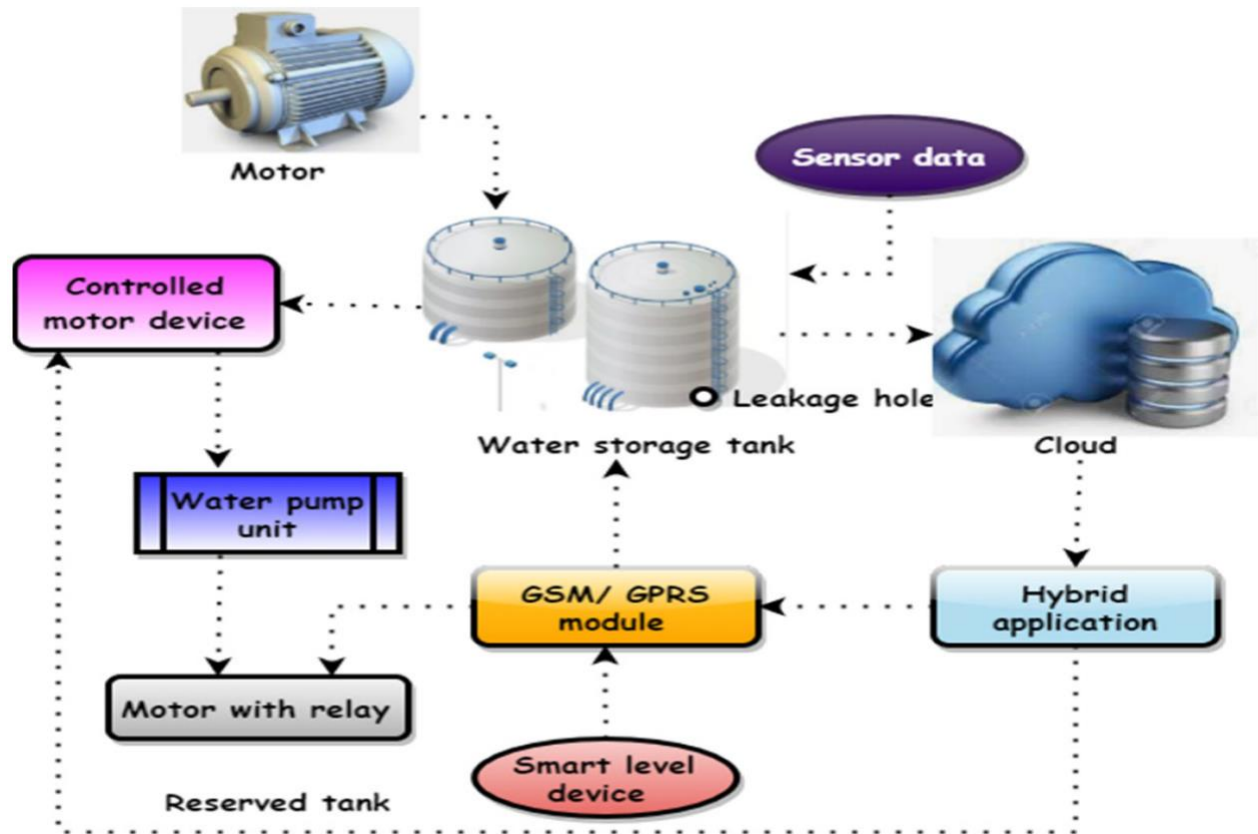 Motor
Sensor data
Controlled
motor device
Leakage hole
Water storage tank
Cloud
Water pump
unit
GSM/ GPRS
module
Hybrid
application
Motor with relay
Smart level
device
Reserved tank